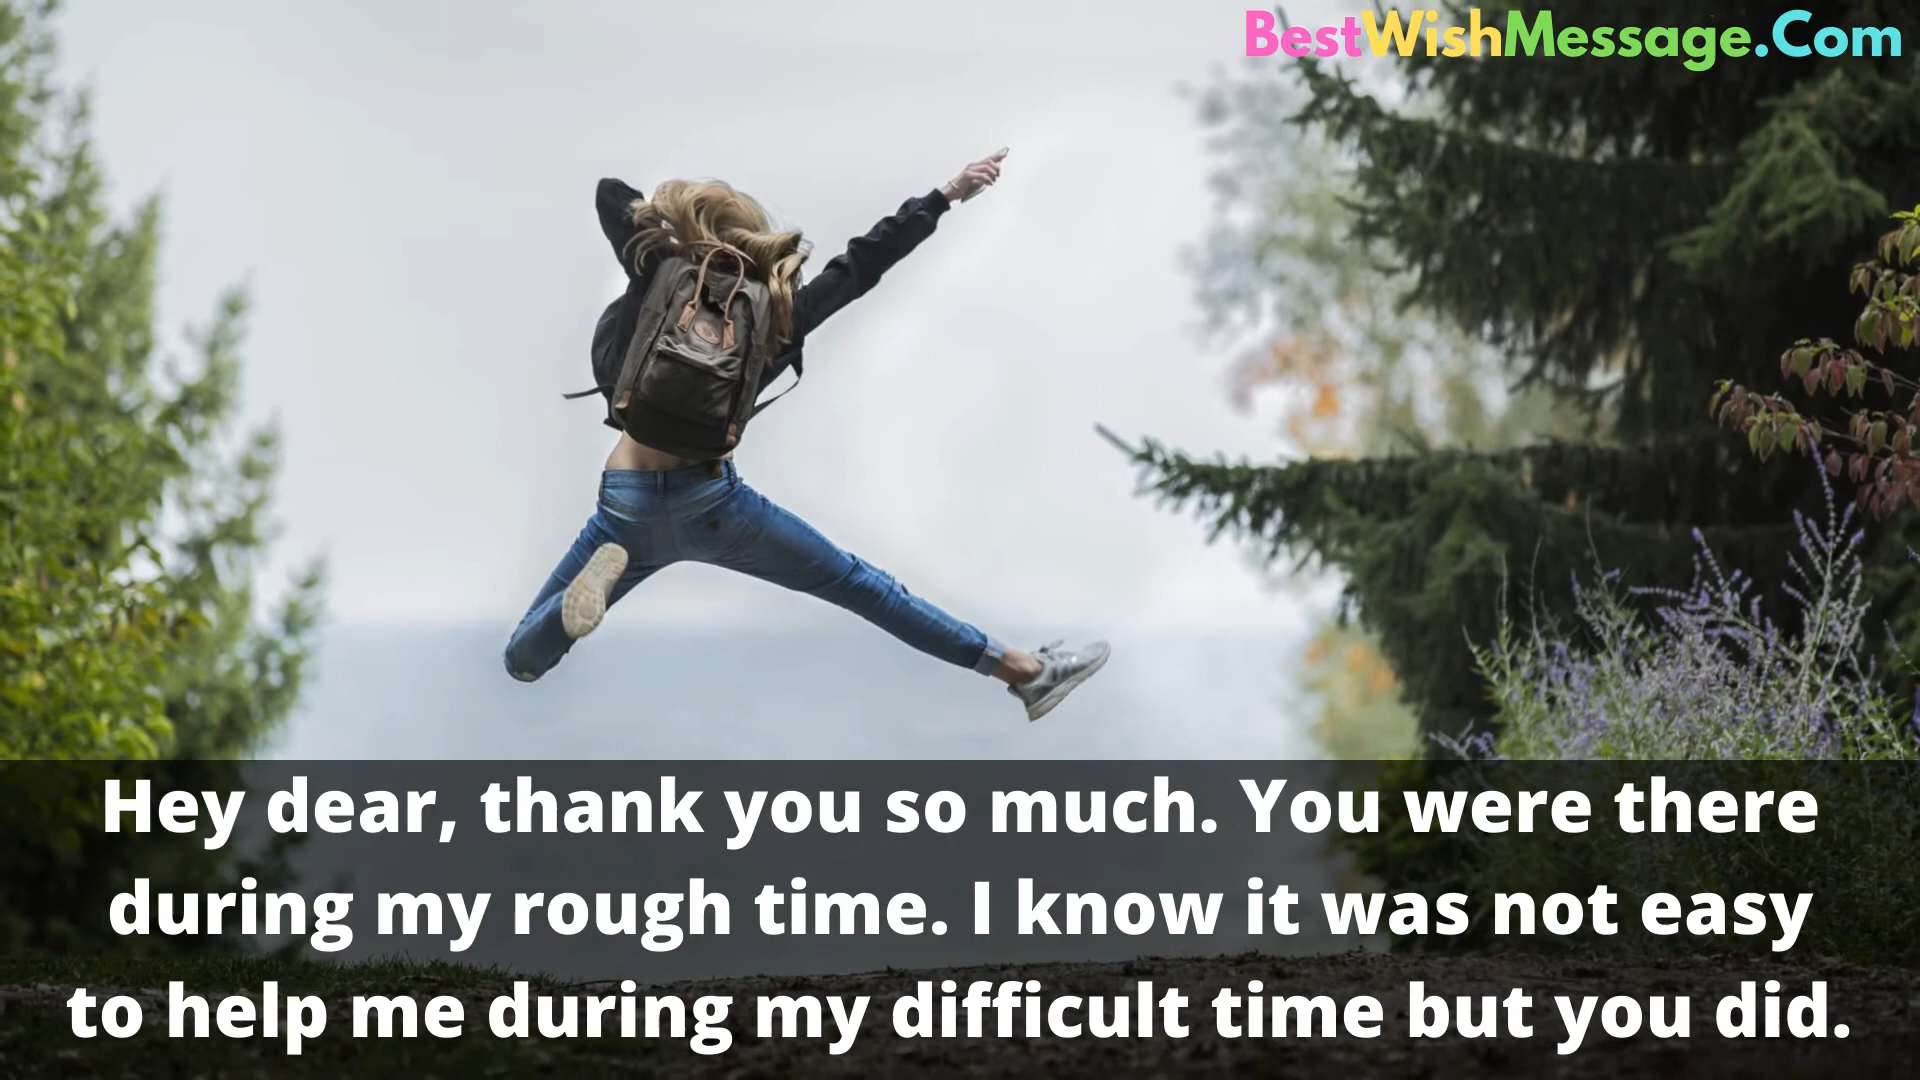 BestWishMessage.Com
Hey dear, thank you so much. You were there
during my rough time. I know it was not easy
to help me during my difficult time but you did.